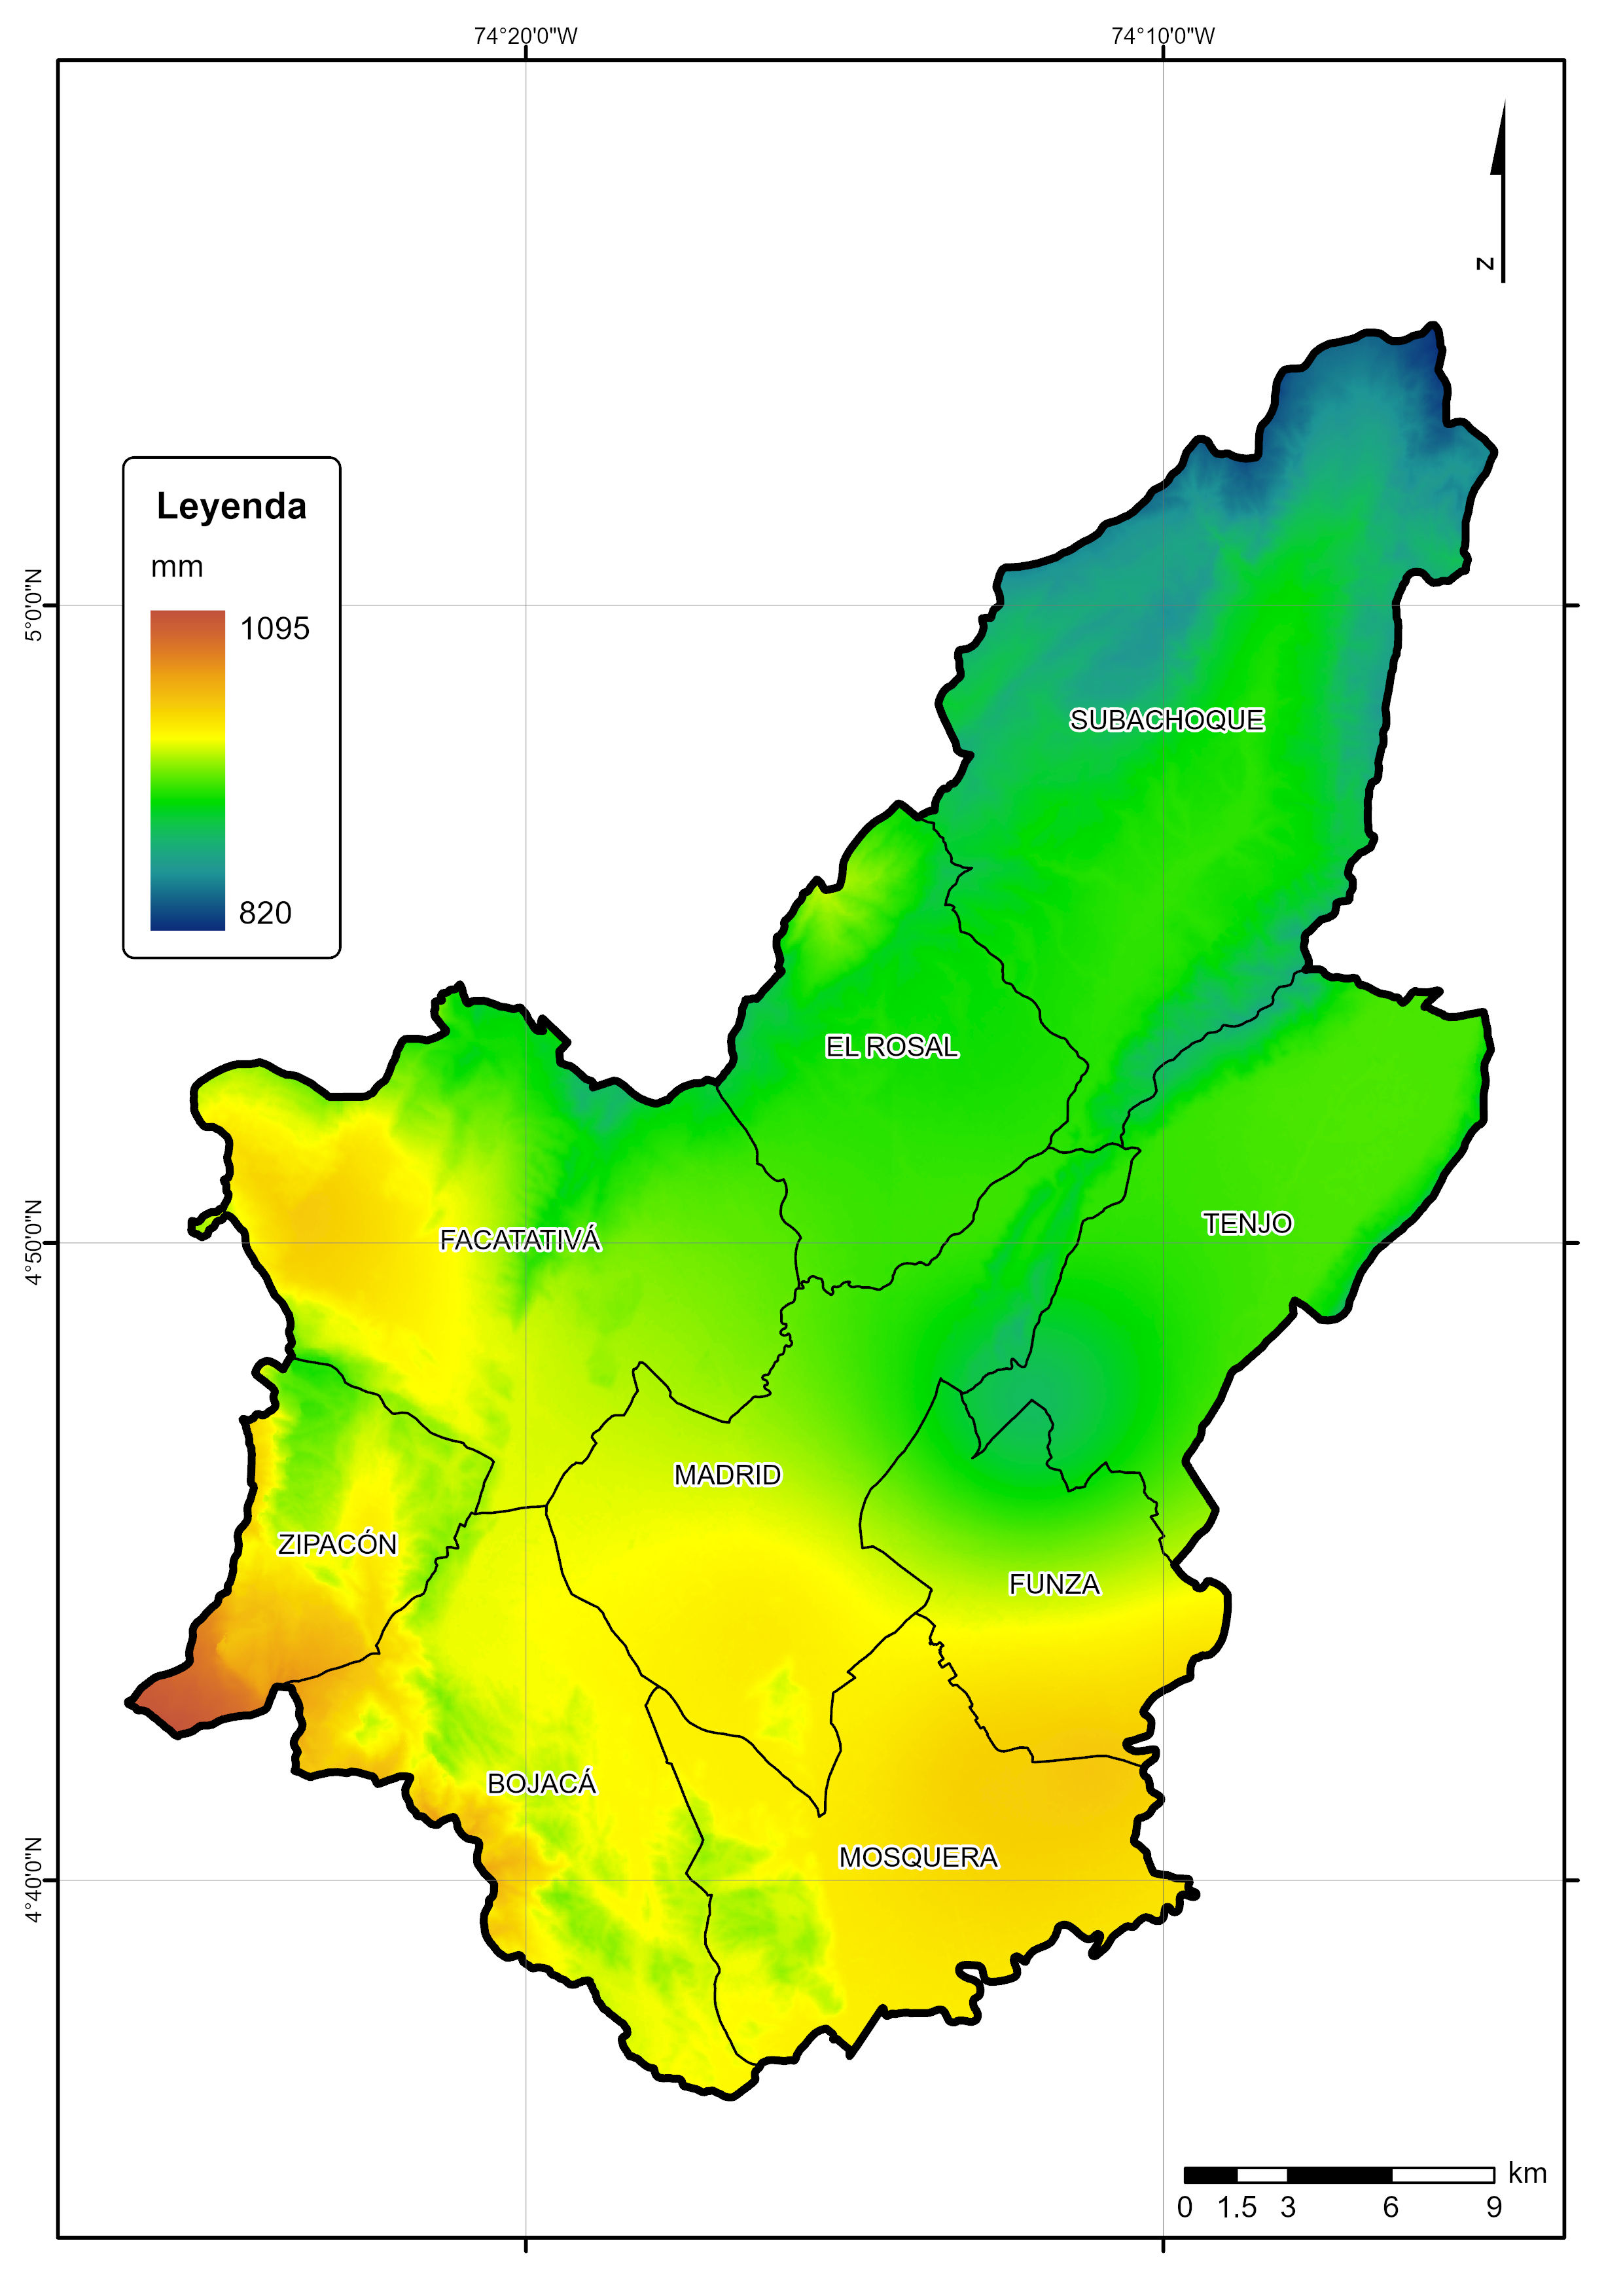 74°20'0"W
74°10'0"W
z
Leyenda
mm
1095
820
5°0'0"N
SUBACHOQUE
EL ROSAL
4°50'0"N
FACATATIVÁ
TENJO
MADRID
ZIPACÓN
FUNZA
BOJACÁ
MOSQUERA
4°40'0"N
km
0 1.5 3 6 9